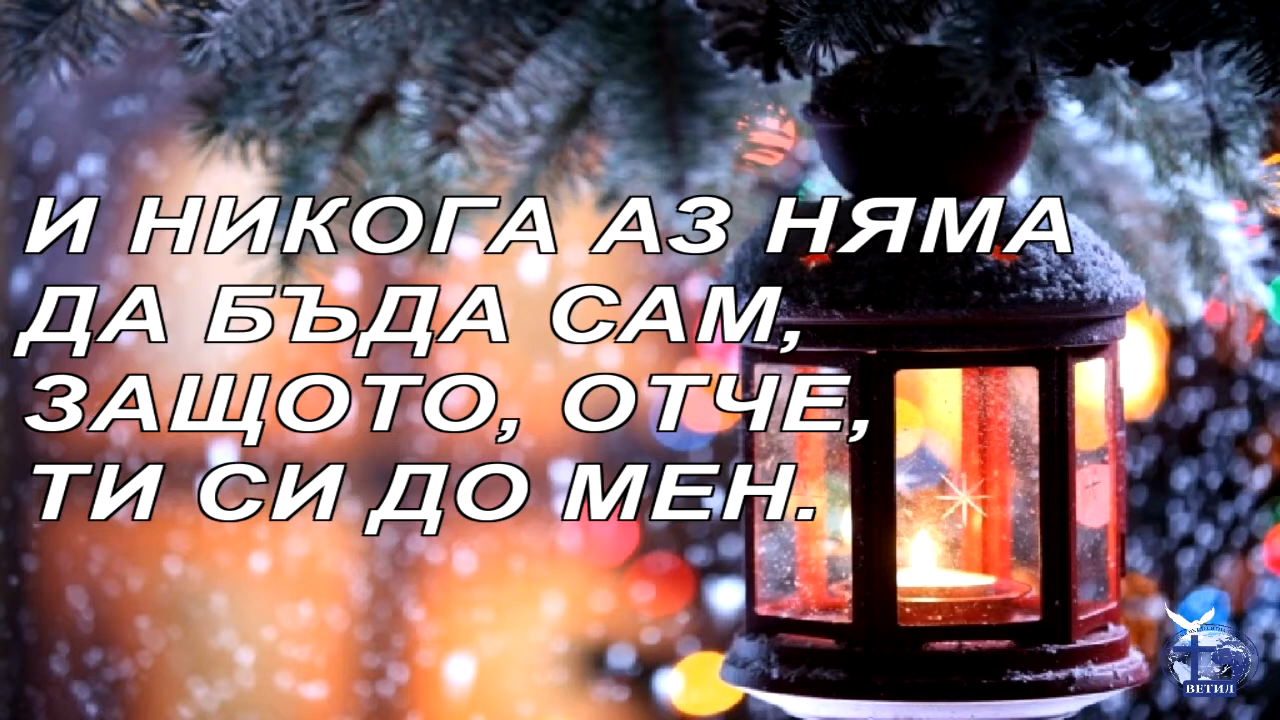 И НИКОГА АЗ НЯМА
ДА БЪДА САМ,
ЗАЩОТО, ОТЧЕ,
ТИ СИ ДО МЕН.
ВЕТИЛ